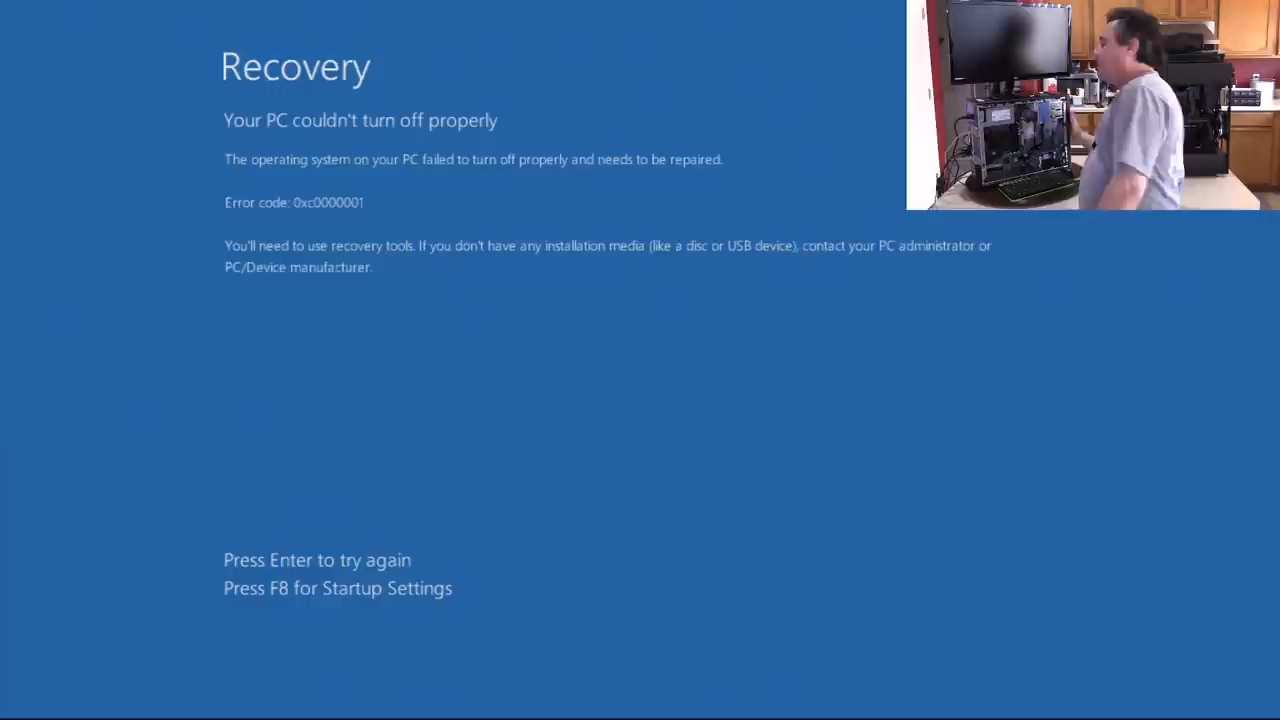 Recovery
Your PC couldn't turn off properly
The operating system on your PC failed to turn off properly and needs to be repaired.
Error code: 0xc0000001
You'll need to use recovery tools. If you don't have any installation media (like a disc or USB device), contact your PC administrator or
PC/Device manufacturer.
Press Enter to try again
Press F8 for Startup Settings